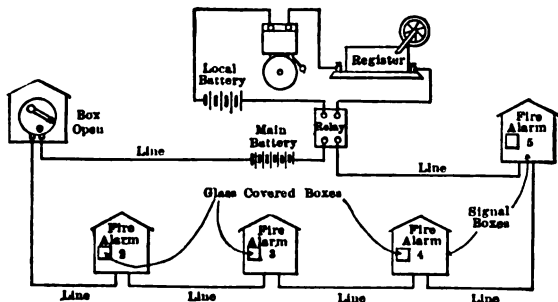 Register
Local
Battery
Box
Open
Relay
Main
Battery
Line
Line
Fire
Alarm
5
Glass Covered Boxes
Signal
Boxes
Fire
Alarm
2
Fire
Alarm
3
Fire
Alarm
4
Line
Line
Line
Line